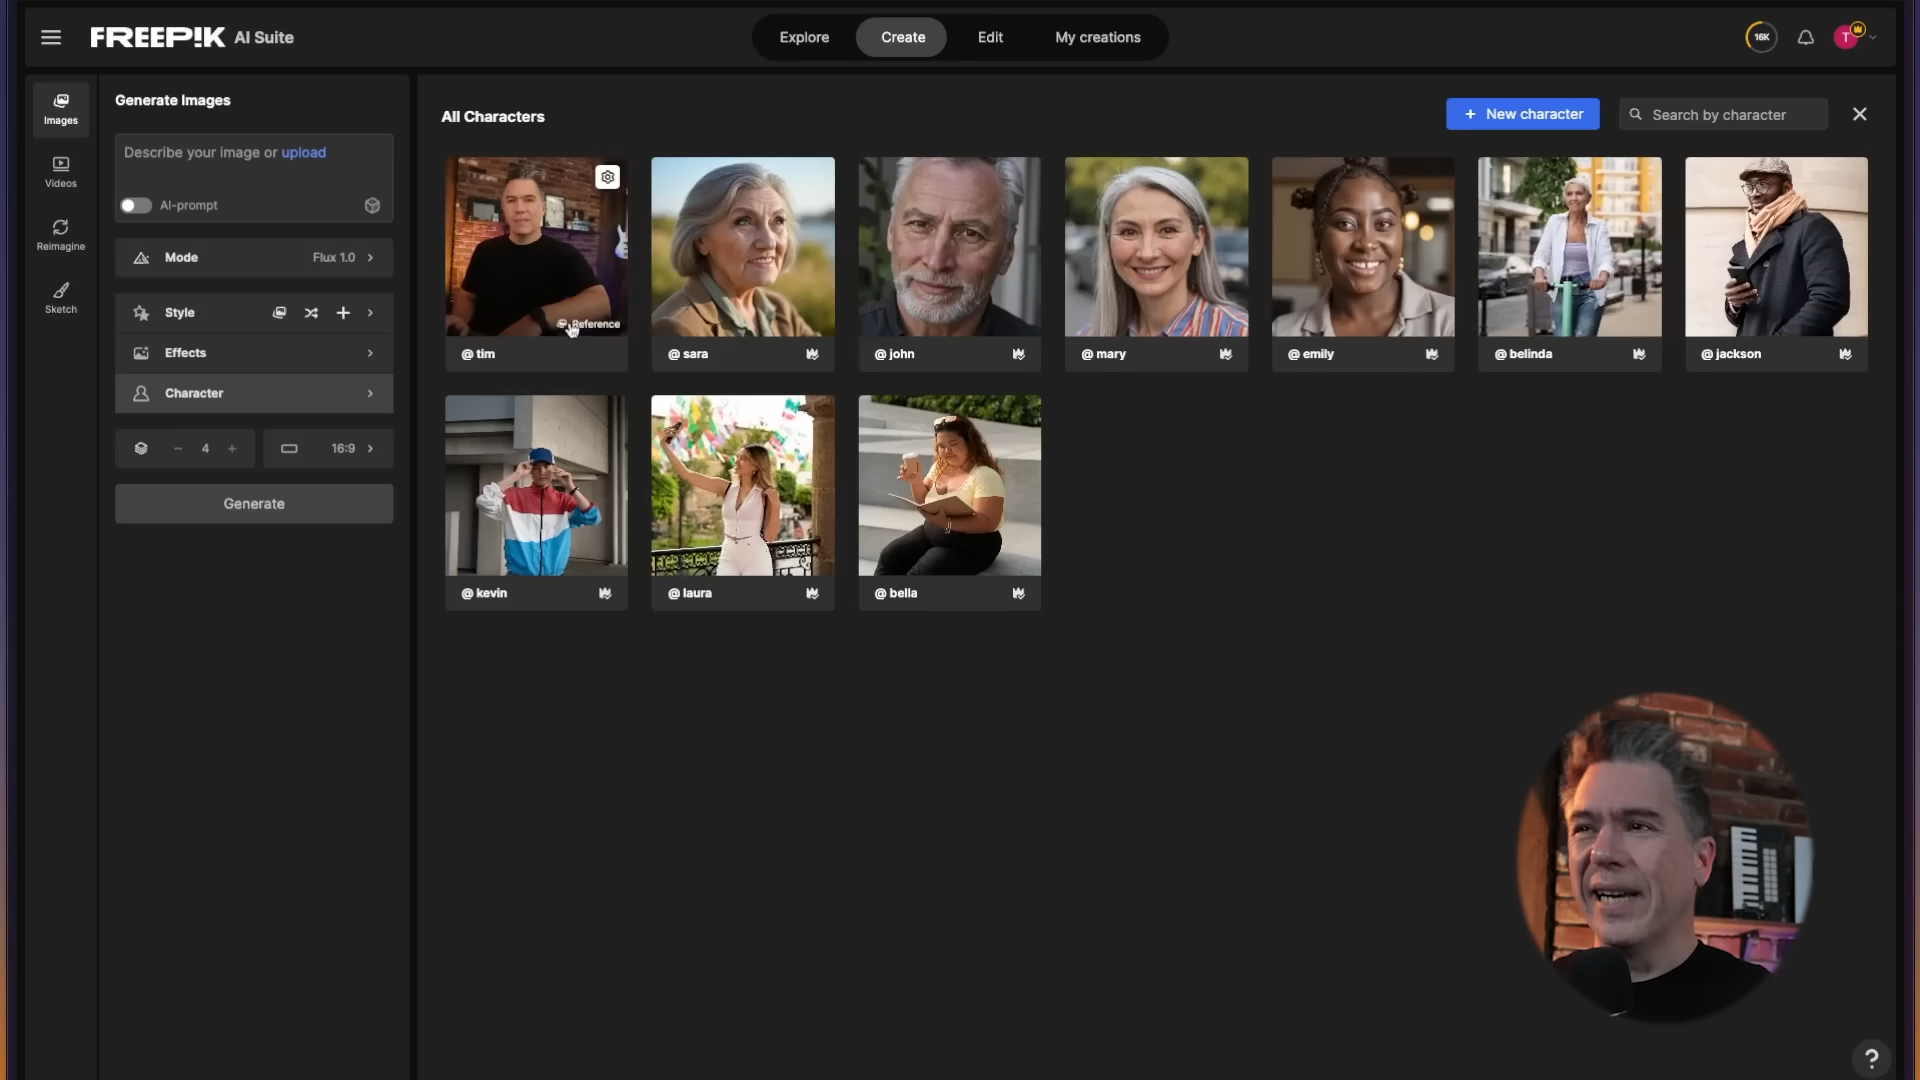 FREEP!K AI Suite
Explore
Create
Edit
My creations
16K
T
Images
Videos
Reimagine
Sketch
Generate Images
Describe your image or upload
AI-prompt
Mode
Flux 1.0
Style
Effects
Character
4
16:9
Generate
All Characters
+ New character
Search by character
Reference
@ tim
@ sara
@ john
@ mary
@ emily
@ belinda
@ jackson
@ kevin
@ laura
@ bella
?